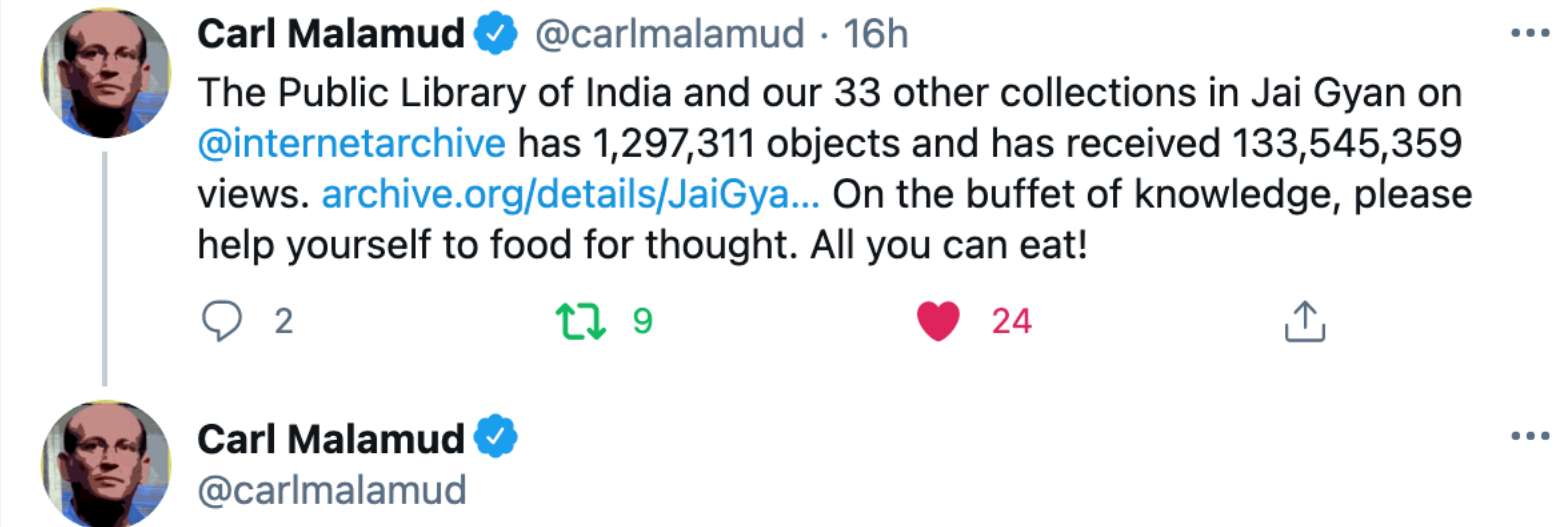 Carl Malamud @carlmalamud · 16h
The Public Library of India and our 33 other collections in Jai Gyan on
@internetarchive has 1,297,311 objects and has received 133,545,359
views. archive.org/details/JaiGya... On the buffet of knowledge, please
help yourself to food for thought. All you can eat!
2 9 24
Carl Malamud
@carlmalamud